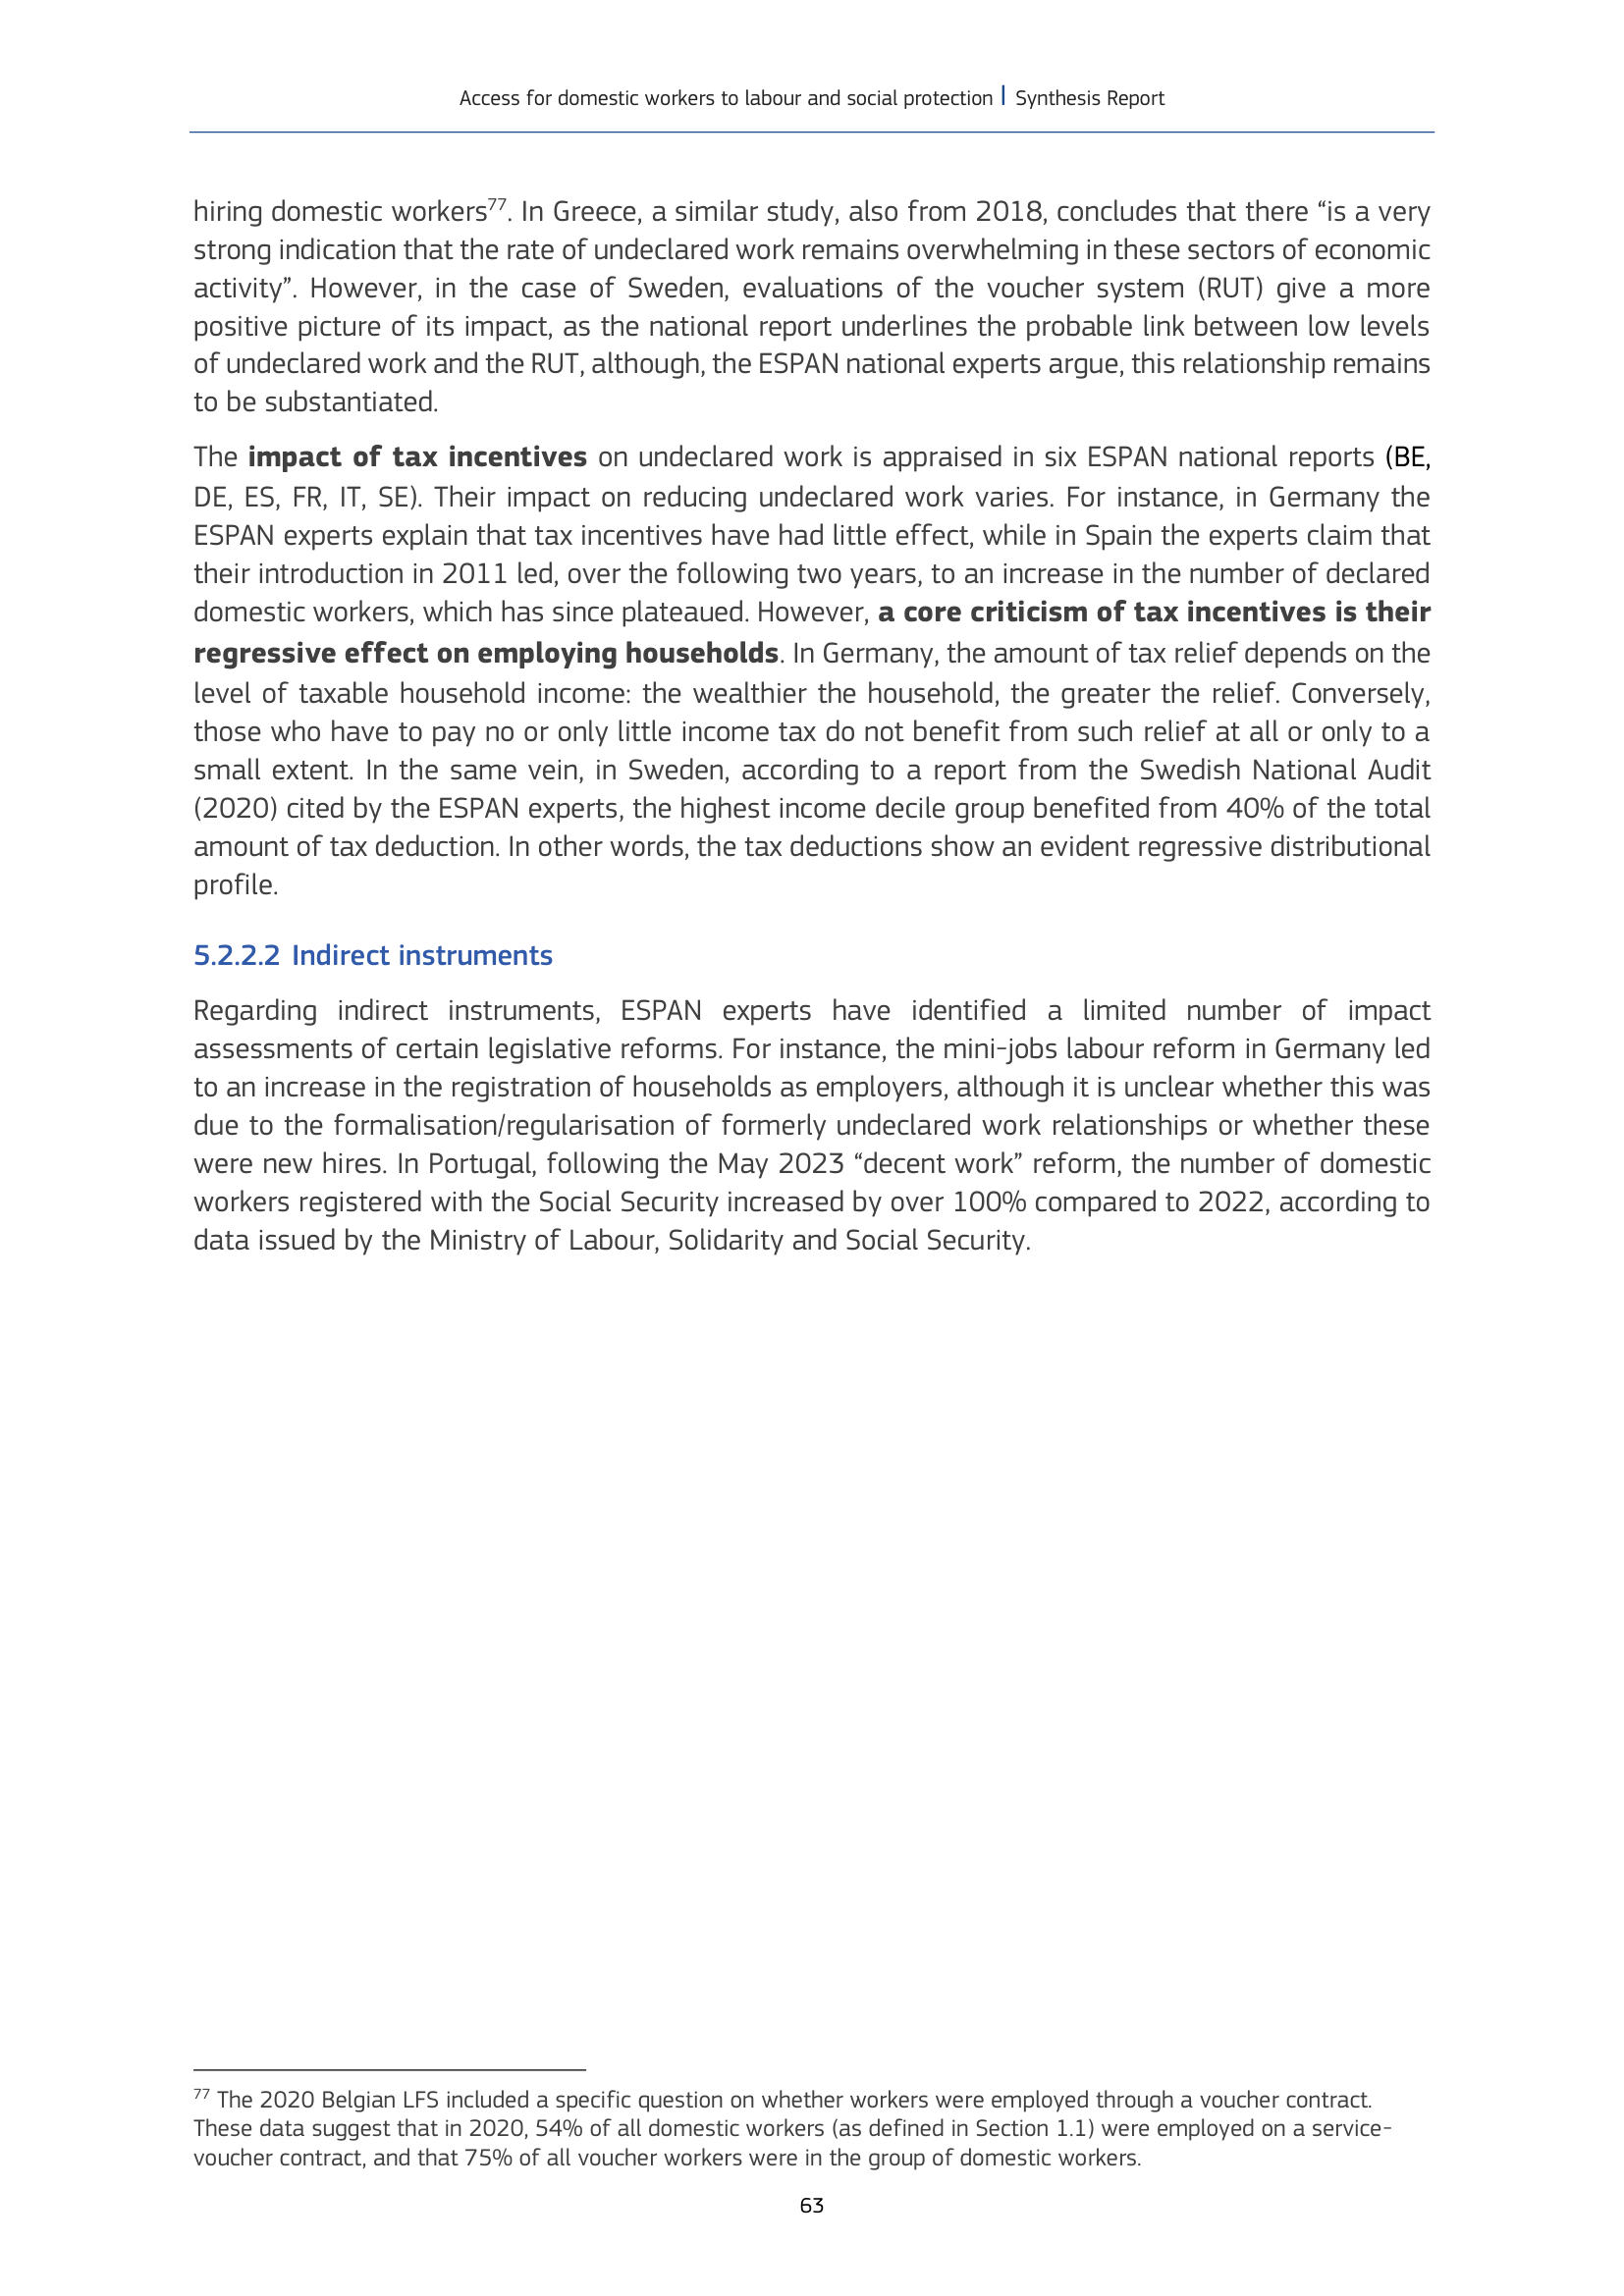 Access for domestic workers to labour and social protection | Synthesis Report
hiring domestic workers77. In Greece, a similar study, also from 2018, concludes that there “is a very
strong indication that the rate of undeclared work remains overwhelming in these sectors of economic
activity”. However, in the case of Sweden, evaluations of the voucher system (RUT) give a more
positive picture of its impact, as the national report underlines the probable link between low levels
of undeclared work and the RUT, although, the ESPAN national experts argue, this relationship remains
to be substantiated.
The impact of tax incentives on undeclared work is appraised in six ESPAN national reports (BE,
DE, ES, FR, IT, SE). Their impact on reducing undeclared work varies. For instance, in Germany the
ESPAN experts explain that tax incentives have had little effect, while in Spain the experts claim that
their introduction in 2011 led, over the following two years, to an increase in the number of declared
domestic workers, which has since plateaued. However, a core criticism of tax incentives is their
regressive effect on employing households. In Germany, the amount of tax relief depends on the
level of taxable household income: the wealthier the household, the greater the relief. Conversely,
those who have to pay no or only little income tax do not benefit from such relief at all or only to a
small extent. In the same vein, in Sweden, according to a report from the Swedish National Audit
(2020) cited by the ESPAN experts, the highest income decile group benefited from 40% of the total
amount of tax deduction. In other words, the tax deductions show an evident regressive distributional
profile.
5.2.2.2 Indirect instruments
Regarding indirect instruments, ESPAN experts have identified a limited number of impact
assessments of certain legislative reforms. For instance, the mini-jobs labour reform in Germany led
to an increase in the registration of households as employers, although it is unclear whether this was
due to the formalisation/regularisation of formerly undeclared work relationships or whether these
were new hires. In Portugal, following the May 2023 “decent work” reform, the number of domestic
workers registered with the Social Security increased by over 100% compared to 2022, according to
data issued by the Ministry of Labour, Solidarity and Social Security.
77 The 2020 Belgian LFS included a specific question on whether workers were employed through a voucher contract.
These data suggest that in 2020, 54% of all domestic workers (as defined in Section 1.1) were employed on a service-
voucher contract, and that 75% of all voucher workers were in the group of domestic workers.
63